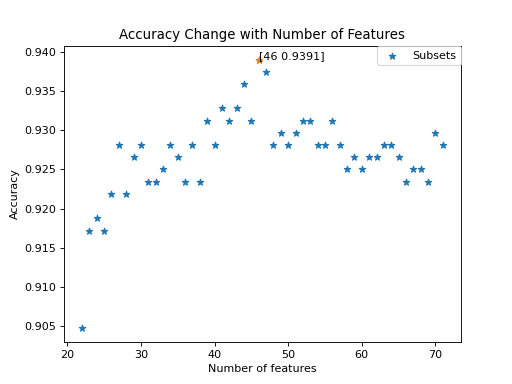 Accuracy Change with Number of Features
[46 0.9391]
Subsets
0.940
0.935
0.930
0.925
0.920
0.915
0.910
0.905
Accuracy
20 30 40 50 60 70
Number of features